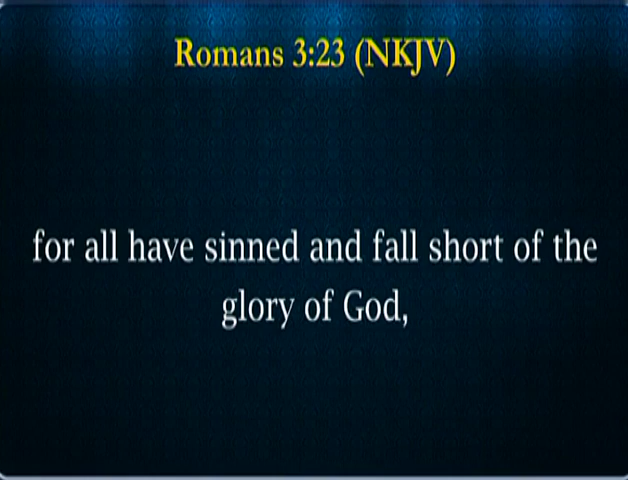 Romans 3:23 (NKJV)
for all have sinned and fall short of the
glory of God,